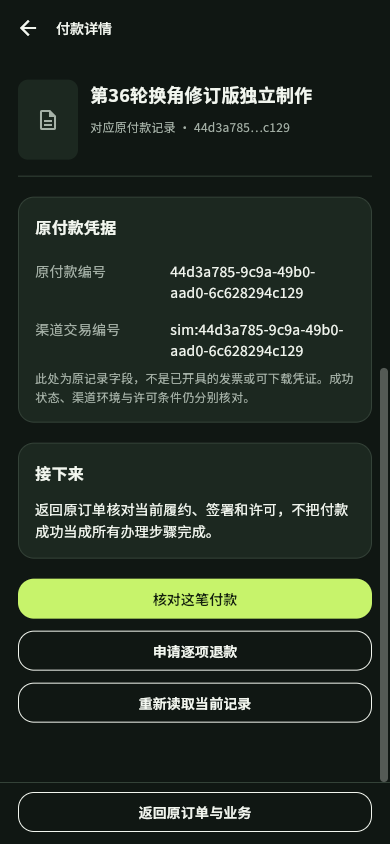 付款详情
第36轮换角修订版独立制作
对应原付款记录 · 44d3a785…c129
原付款凭据
原付款编号
44d3a785-9c9a-49b0-
aad0-6c628294c129
渠道交易编号
sim:44d3a785-9c9a-49b0-
aad0-6c628294c129
此处为原记录字段，不是已开具的发票或可下载凭证。成功
状态、渠道环境与许可条件仍分别核对。
接下来
返回原订单核对当前履约、签署和许可，不把付款
成功当成所有办理步骤完成。
核对这笔付款
申请逐项退款
重新读取当前记录
返回原订单与业务